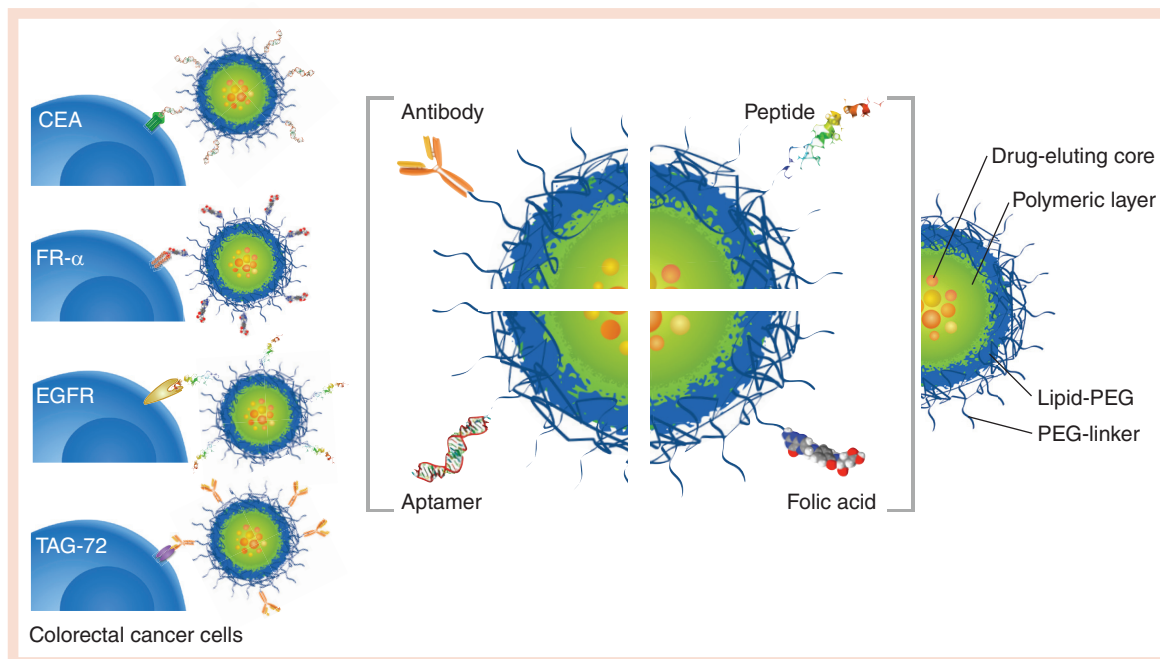 CEA
FR-α
EGFR
TAG-72
Colorectal cancer cells
Antibody
Peptide
Aptamer
Folic acid
Drug-eluting core
Polymeric layer
Lipid-PEG
PEG-linker